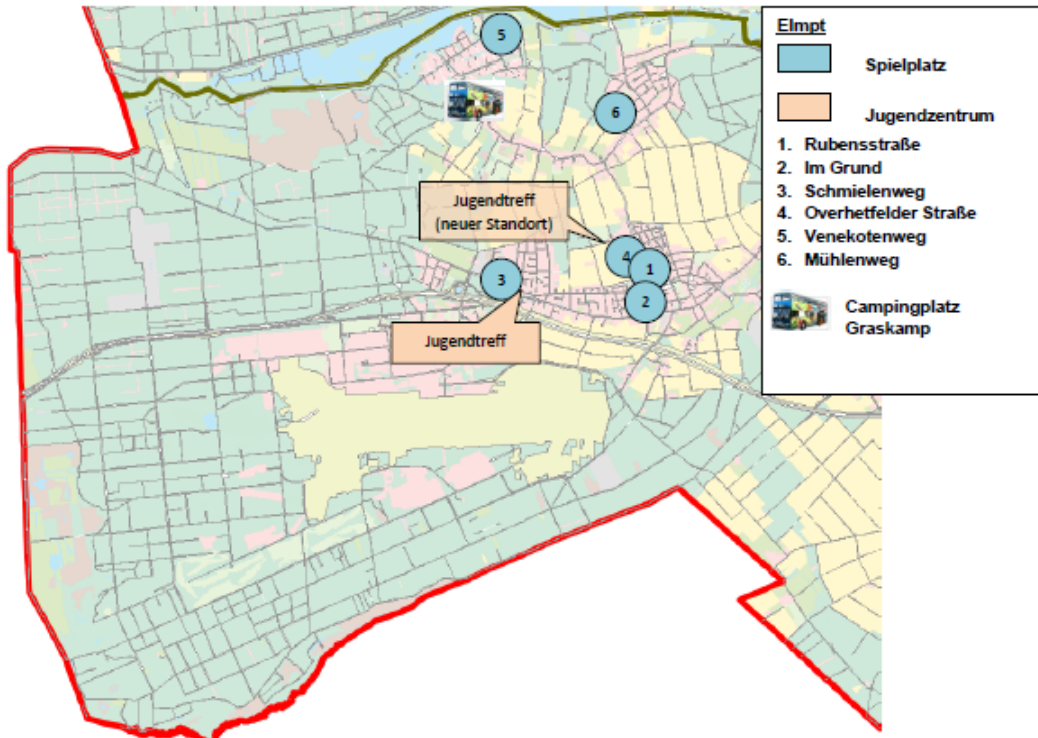 5
6
Jugendtreff
(neuer Standort)
4
1
3
2
Jugendtreff
Elmpt
Spielplatz
Jugendzentrum
1. Rubensstraße
2. Im Grund
3. Schmielenweg
4. Overhetfelder Straße
5. Venekotenweg
6. Mühlenweg
Campingplatz
Graskamp